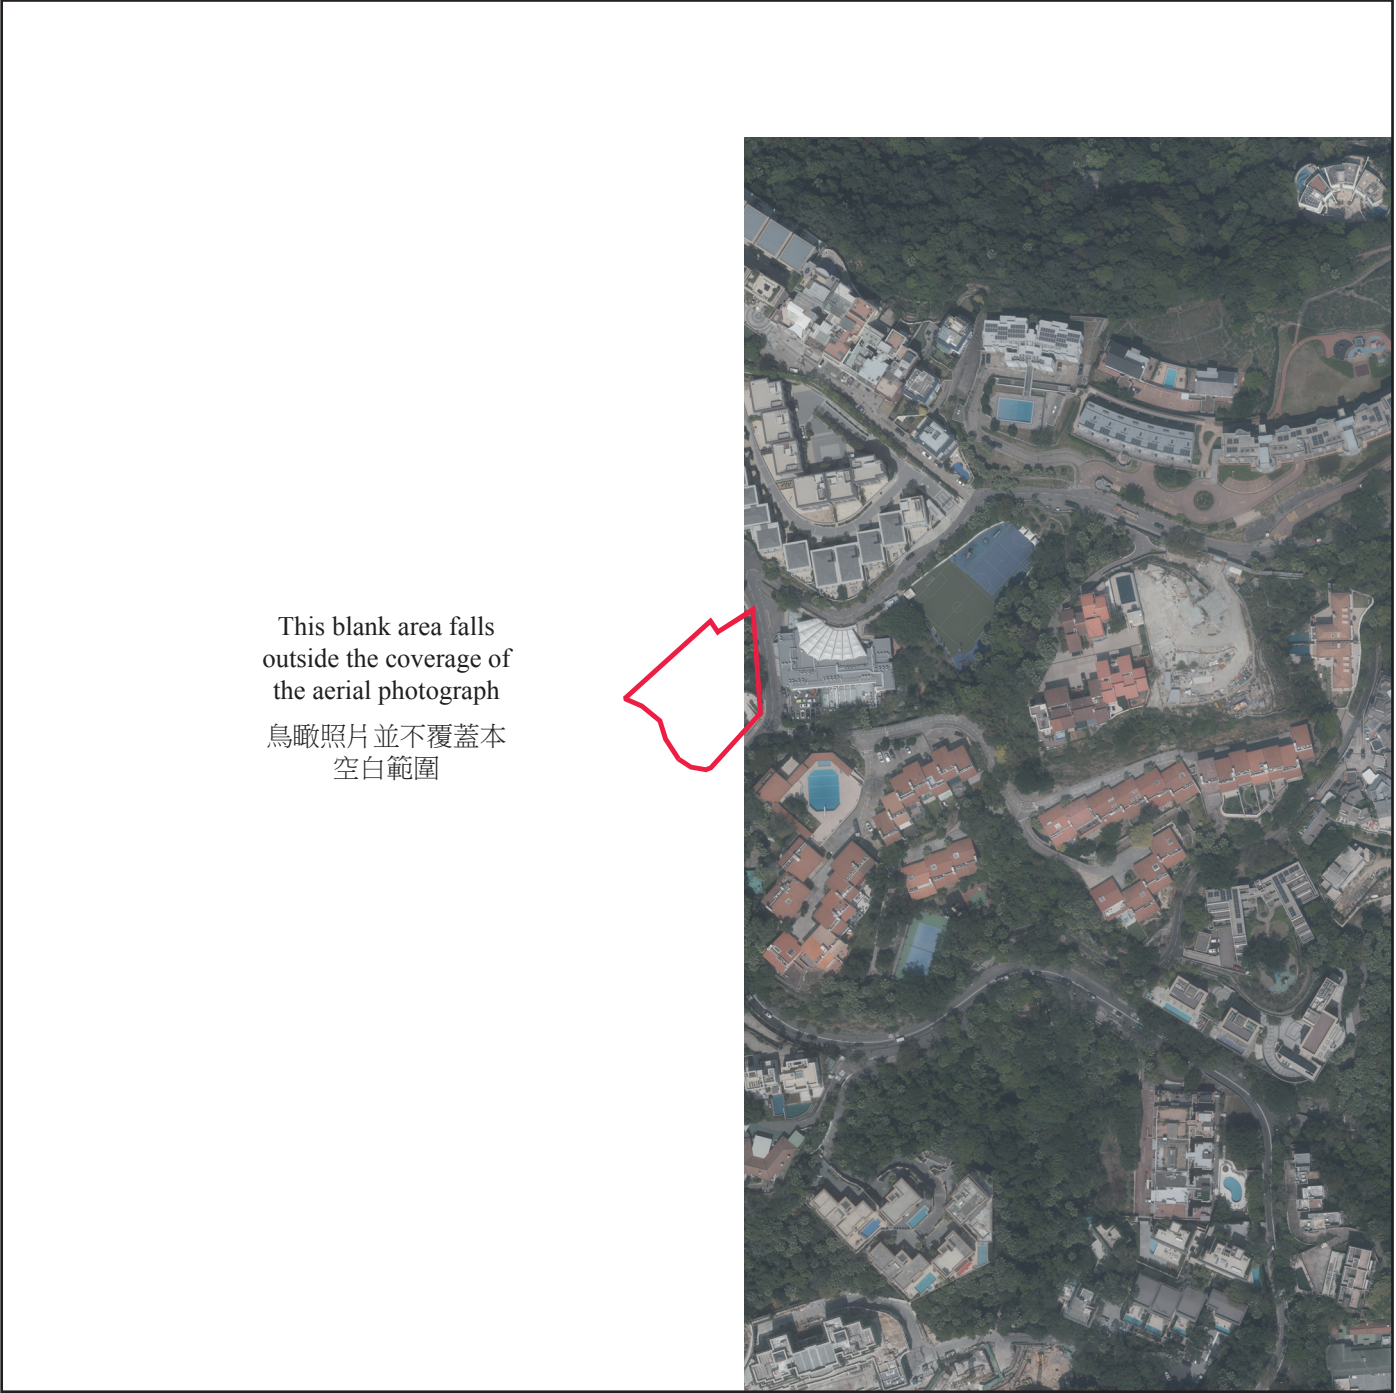 This blank area falls
outside the coverage of
the aerial photograph
鳥瞰照片並不覆蓋本
空白範圍